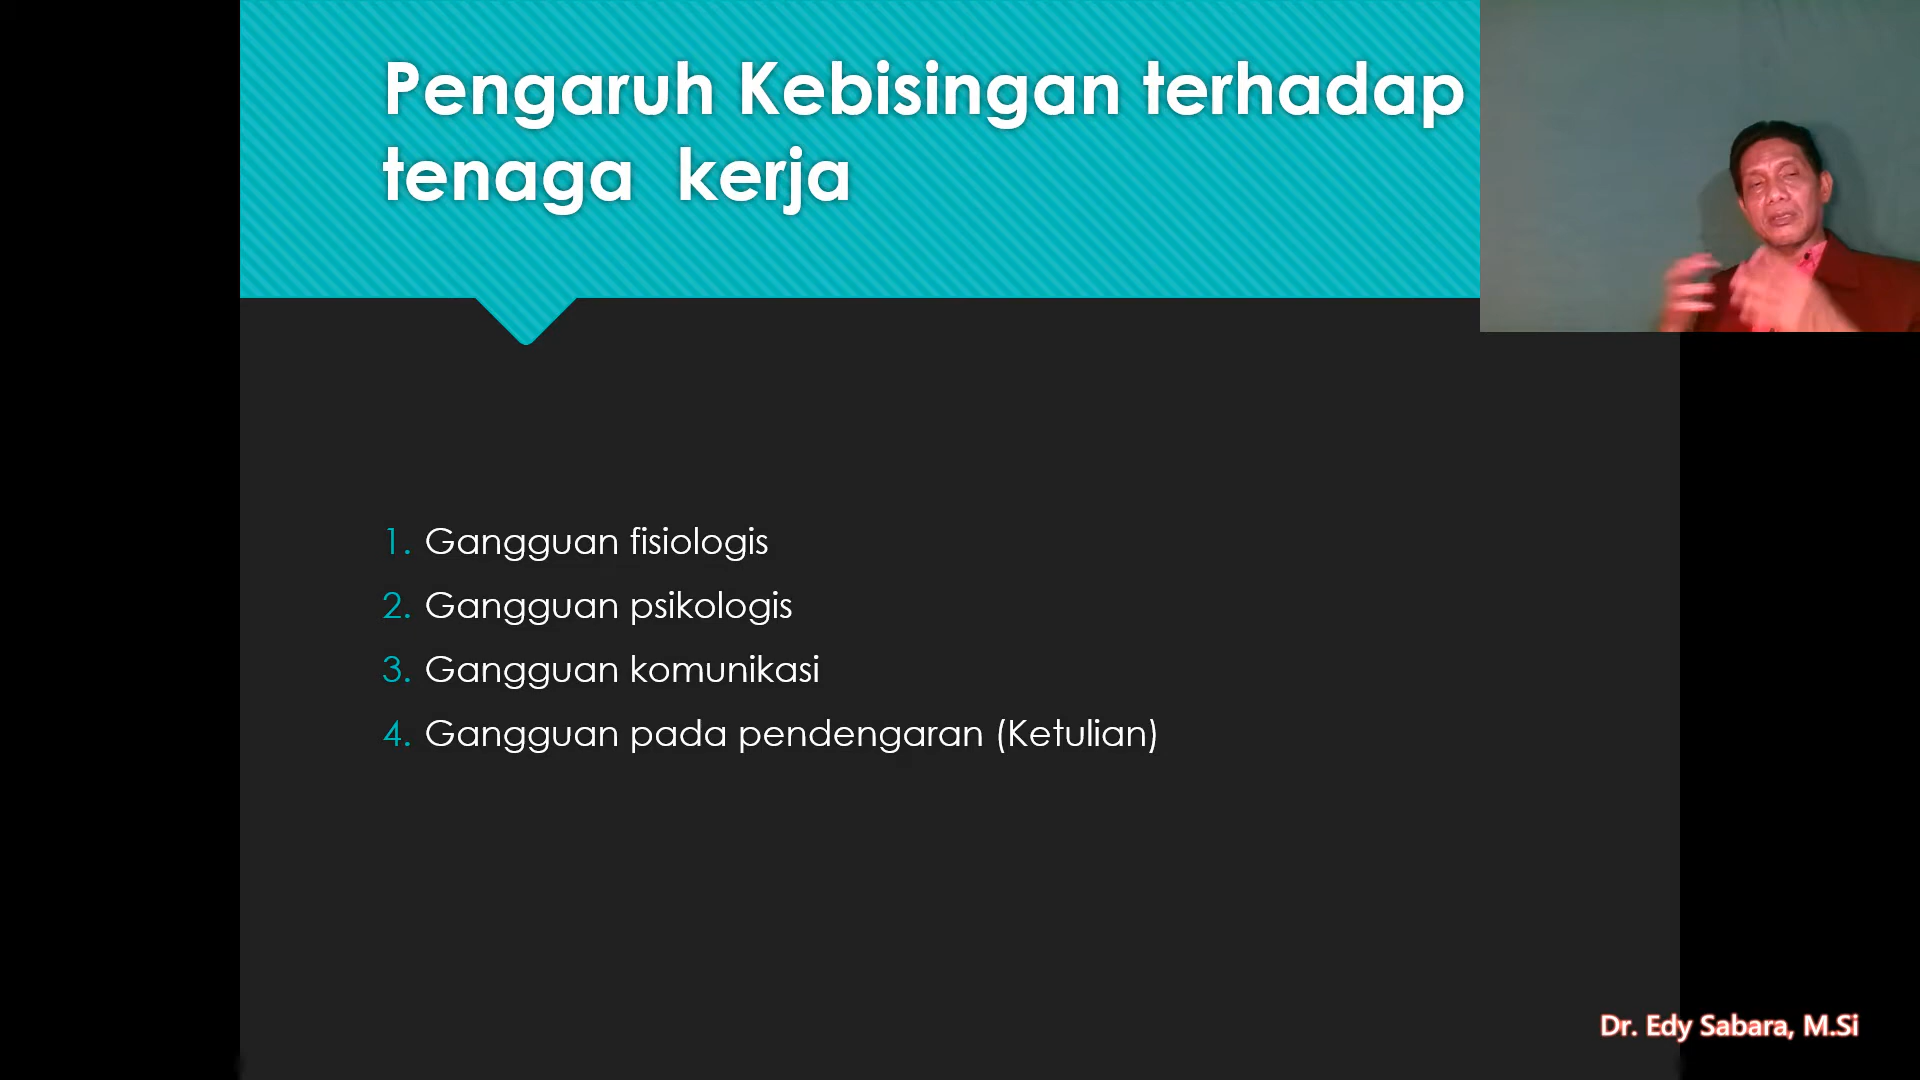 Pengaruh Kebisingan terhadap
tenaga kerja
1. Gangguan fisiologis
2. Gangguan psikologis
3. Gangguan komunikasi
4. Gangguan pada pendengaran (Ketulian)
Dr. Edy Sabara, M.Si